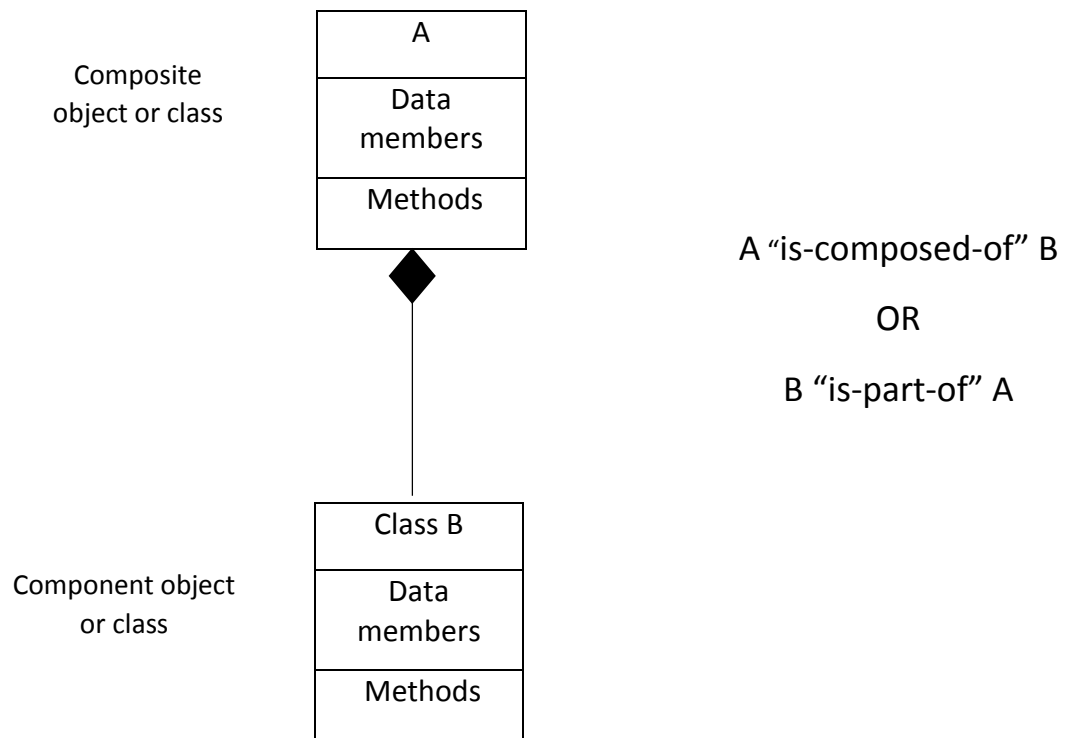 A
Composite
object or class
Data
members
Methods
A “is-composed-of” B
OR
B “is-part-of” A
Class B
Component object
or class
Data
members
Methods